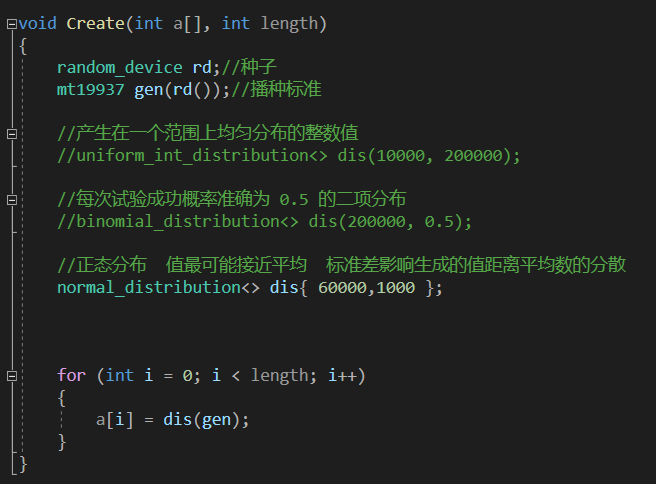 void Create(int a[], int length)
{
random_device rd;//种子
mt19937 gen(rd());//播种标准
//产生在一个范围上均匀分布的整数值
//uniform_int_distribution<> dis(10000, 200000);
//每次试验成功概率准确为 0.5 的二项分布
//binomial_distribution<> dis(200000, 0.5);
//正态分布  值最可能接近平均  标准差影响生成的值距离平均数的分散
normal_distribution<> dis{ 60000,1000 };
for (int i = 0; i < length; i++)
{
a[i] = dis(gen);
}
}